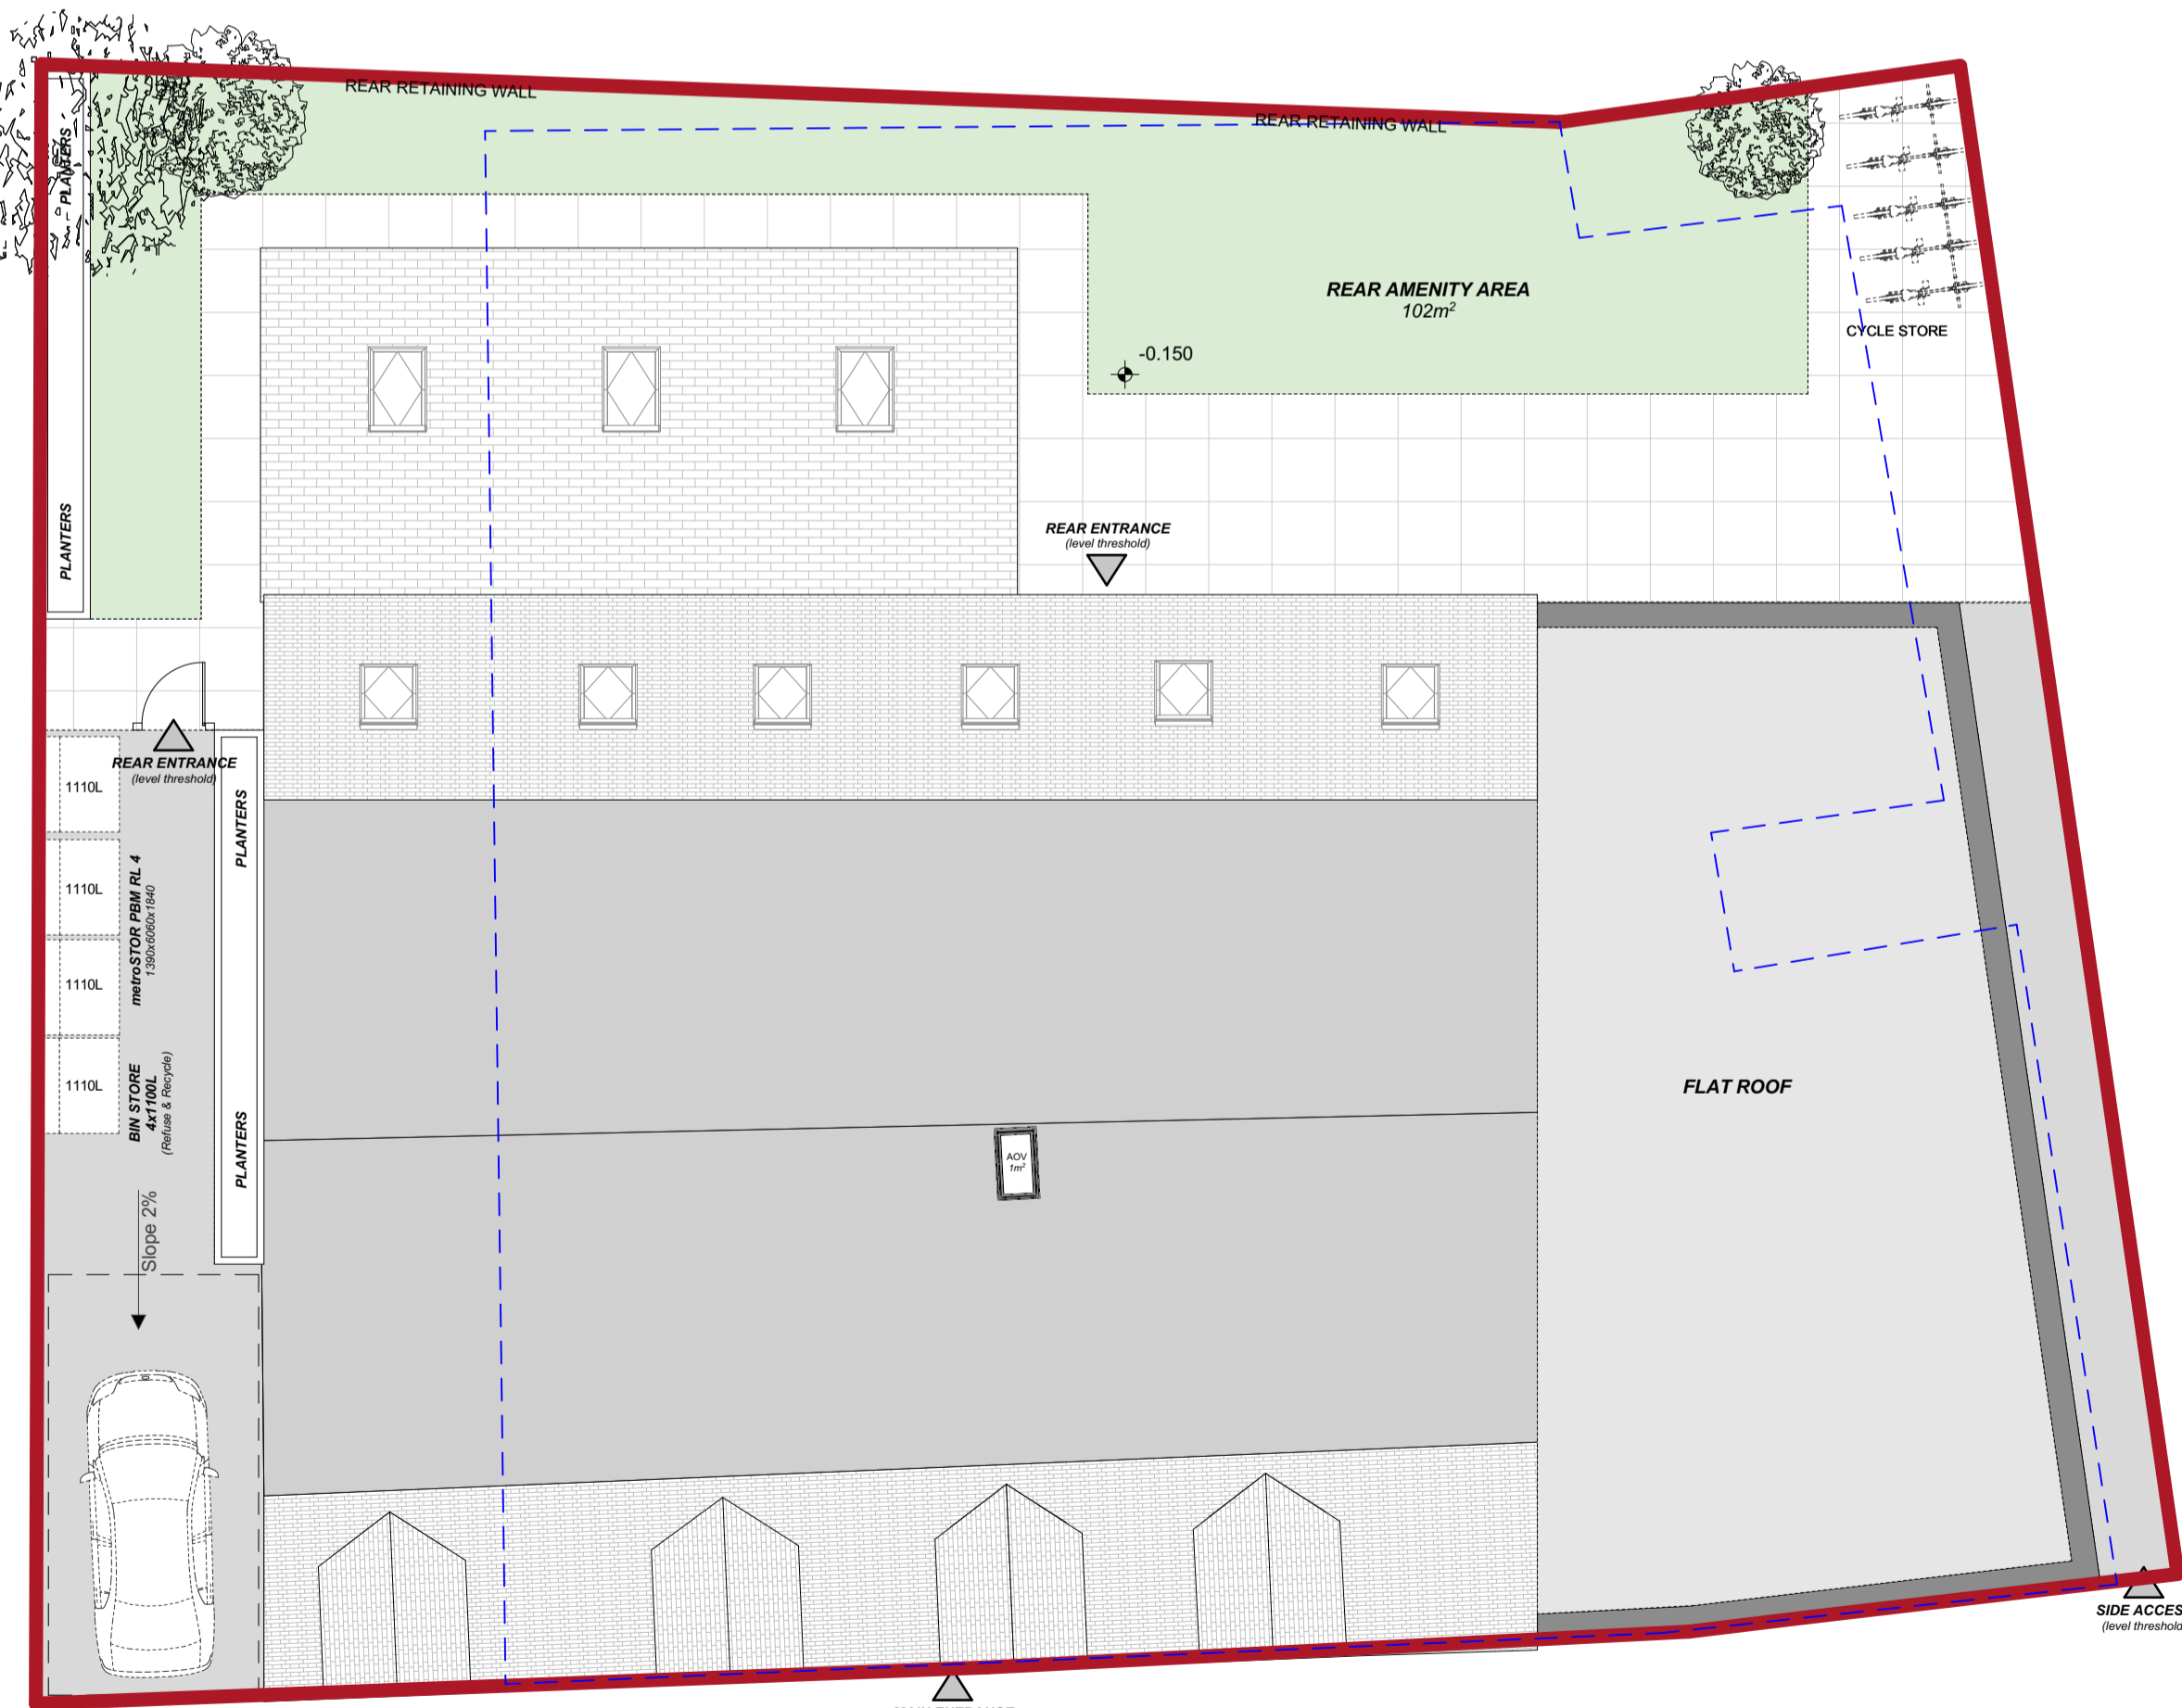 REAR RETAINING WALL
REAR RETAINING WALL
PLANTERS
REAR AMENITY AREA
102m²
-0.150
CYCLE STORE
PLANTERS
REAR ENTRANCE
(level threshold)
REAR ENTRANCE
(level threshold)
1110L
1110L
1110L
1110L
metroSTOR PBM RL 4
1390x6060x1840
BIN STORE
4x1100L
(Refuse & Recycle)
PLANTERS
PLANTERS
Slope 2%
AOV
1m²
FLAT ROOF
SIDE ACCES
(level threshold